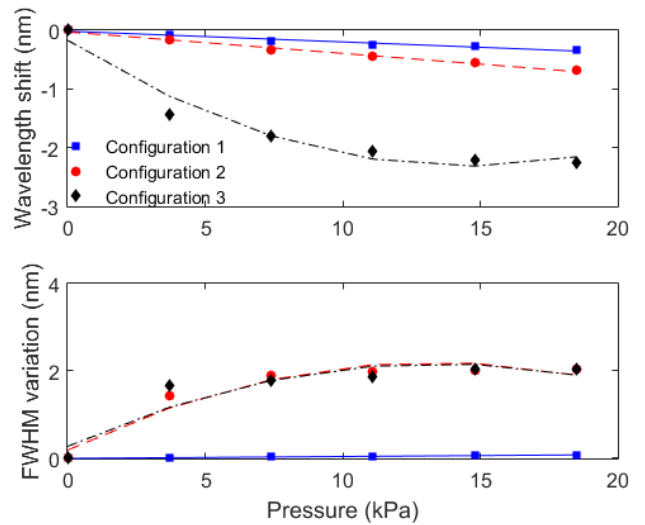 0
-1
-2
-3
Wavelength shift (nm)
Configuration 1
Configuration 2
Configuration 3
0 5 10 15 20
4
2
0
FWHM variation (nm)
0 5 10 15 20
Pressure (kPa)